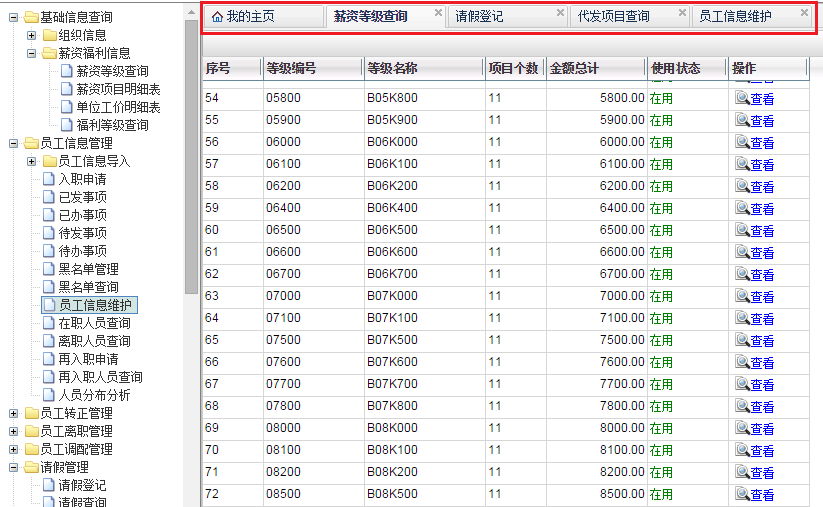 基础信息查询
组织信息
薪资福利信息
薪资等级查询
薪资项目明细表
单位工价明细表
福利等级查询
员工信息管理
员工信息导入
入职申请
已发事项
已办事项
待发事项
待办事项
黑名单管理
黑名单查询
员工信息维护
在职人员查询
离职人员查询
再入职申请
再入职人员查询
人员分布分析
员工转正管理
员工离职管理
员工调配管理
请假管理
请假登记
请假查询
我的主页 薪资等级查询 请假登记 代发项目查询 员工信息维护
序号 等级编号 等级名称 项目个数 金额总计 使用状态 操作
54 05800 B05K800 11 5800.00 在用 查看
55 05900 B05K900 11 5900.00 在用 查看
56 06000 B06K000 11 6000.00 在用 查看
57 06100 B06K100 11 6100.00 在用 查看
58 06200 B06K200 11 6200.00 在用 查看
59 06400 B06K400 11 6400.00 在用 查看
60 06500 B06K500 11 6500.00 在用 查看
61 06600 B06K600 11 6600.00 在用 查看
62 06700 B06K700 11 6700.00 在用 查看
63 07000 B07K000 11 7000.00 在用 查看
64 07100 B07K100 11 7100.00 在用 查看
65 07500 B07K500 11 7500.00 在用 查看
66 07600 B07K600 11 7600.00 在用 查看
67 07700 B07K700 11 7700.00 在用 查看
68 07800 B07K800 11 7800.00 在用 查看
69 08000 B08K000 11 8000.00 在用 查看
70 08100 B08K100 11 8100.00 在用 查看
71 08200 B08K200 11 8200.00 在用 查看
72 08500 B08K500 11 8500.00 在用 查看